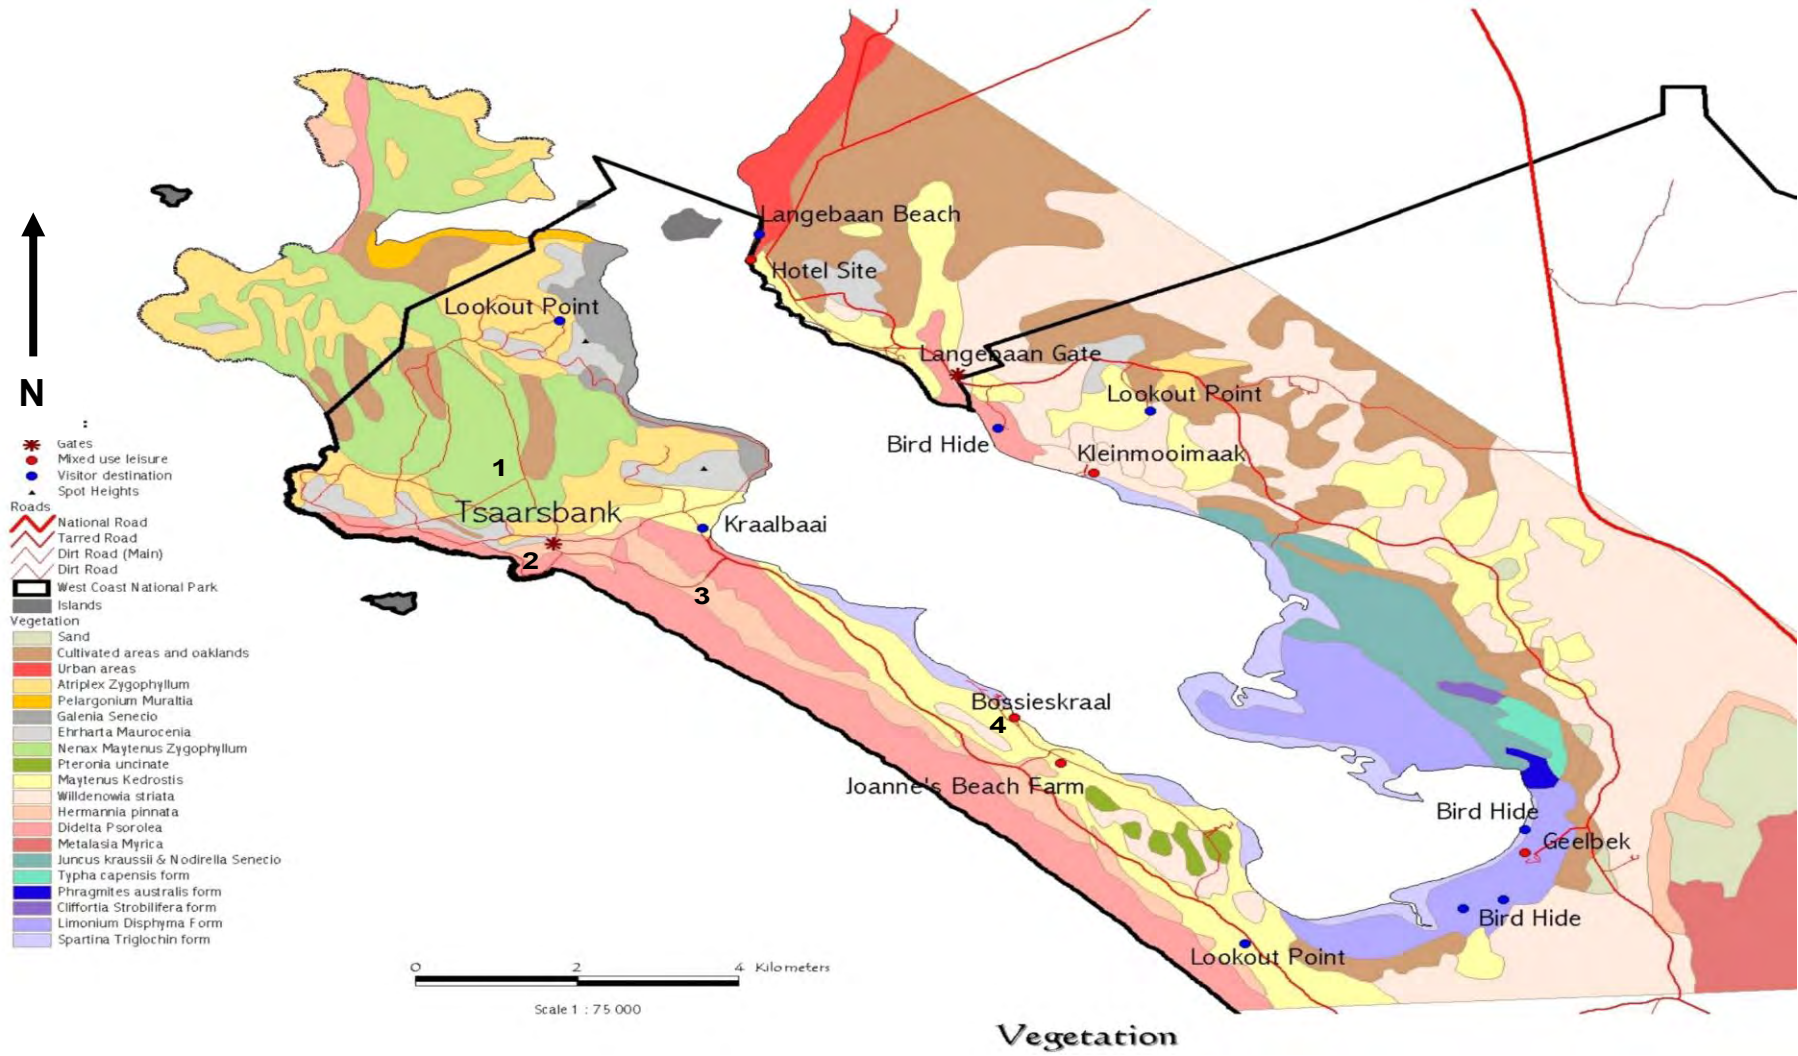 Langebaan Beach
Hotel Site
Lookout Point
Langebaan Gate
Lookout Point
Bird Hide
Kleinmooimaak
1
Tsaarsbank
Kraalbaai
2
3
Bossieskraal
4
Joanne's Beach Farm
Bird Hide
Geelbek
Bird Hide
Lookout Point
N
:
Gates
Mixed use leisure
Visitor destination
Spot Heights
Roads
National Road
Tarred Road
Dirt Road (Main)
Dirt Road
West Coast National Park
Islands
Vegetation
Sand
Cultivated areas and oaklands
Urban areas
Atriplex Zygophyllum
Pelargonium Muraltia
Galenia Senecio
Ehrharta Maurocenia
Nenax Maytenus Zygophyllum
Pteronia uncinate
Maytenus Kedrostis
Willdenowia striata
Hermannia pinnata
Didelta Psorolea
Metalasia Myrica
Juncus kraussii & Nodirella Senecio
Typha capensis form
Phragmites australis form
Cliffortia Strobilifera form
Limonium Disphyma Form
Spartina Triglochin form
0 2 4 Kilometers
Scale 1 : 75 000
Vegetation